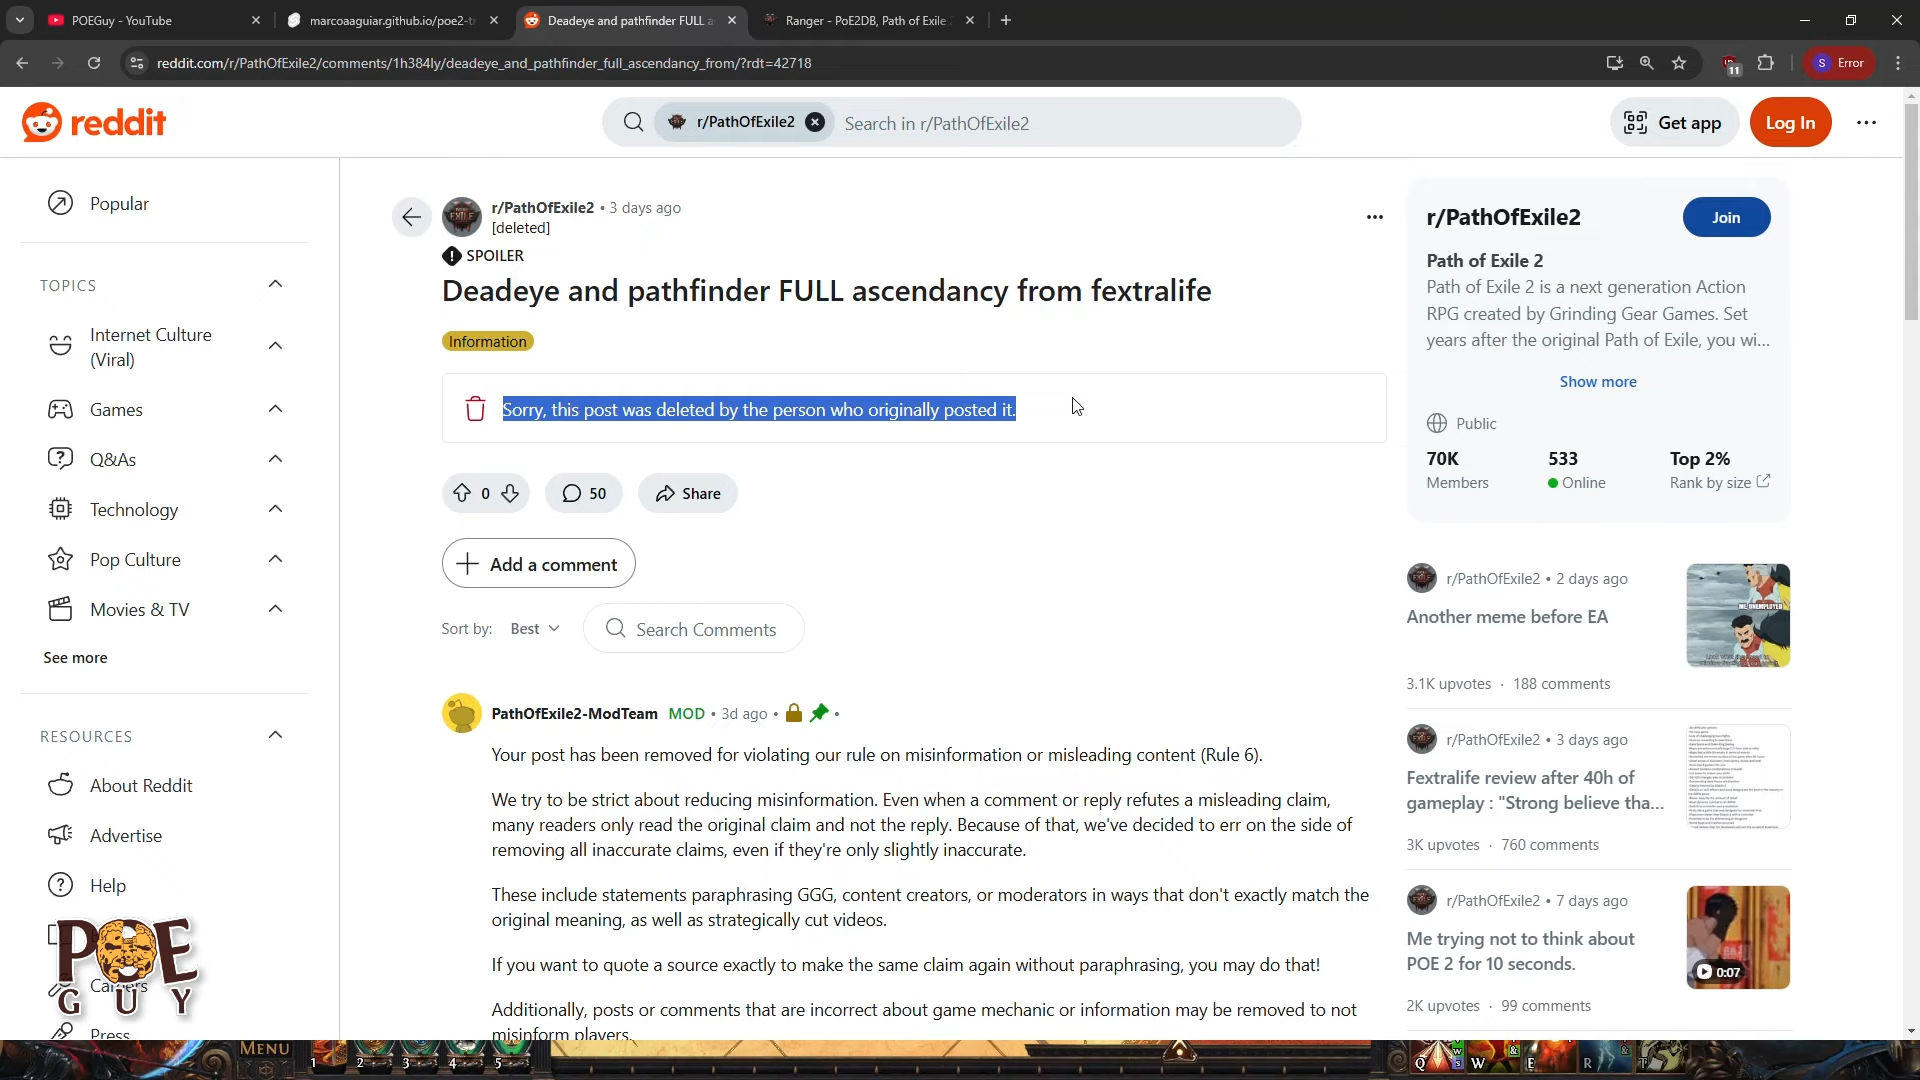 POEGuy - YouTube
marcoaaguiar.github.io/poe2-t
Deadeye and pathfinder FULL a
Ranger - PoE2DB, Path of Exile
reddit.com/r/PathOfExile2/comments/1h384ly/deadeye_and_pathfinder_full_ascendancy_from/?rdt=42718
11
S Error
reddit
r/PathOfExile2
Search in r/PathOfExile2
Get app
Log In
Popular
TOPICS
Internet Culture
(Viral)
Games
Q&As
Technology
Pop Culture
Movies & TV
See more
RESOURCES
About Reddit
Advertise
Help
Careers
Press
POE
GUY
r/PathOfExile2 • 3 days ago
[deleted]
SPOILER
Deadeye and pathfinder FULL ascendancy from fextralife
Information
Sorry, this post was deleted by the person who originally posted it.
0
50
Share
Add a comment
Sort by: Best
Search Comments
PathOfExile2-ModTeam MOD • 3d ago •
Your post has been removed for violating our rule on misinformation or misleading content (Rule 6).
We try to be strict about reducing misinformation. Even when a comment or reply refutes a misleading claim,
many readers only read the original claim and not the reply. Because of that, we've decided to err on the side of
removing all inaccurate claims, even if they're only slightly inaccurate.
These include statements paraphrasing GGG, content creators, or moderators in ways that don't exactly match the
original meaning, as well as strategically cut videos.
If you want to quote a source exactly to make the same claim again without paraphrasing, you may do that!
Additionally, posts or comments that are incorrect about game mechanic or information may be removed to not
misinform players.
r/PathOfExile2
Join
Path of Exile 2
Path of Exile 2 is a next generation Action
RPG created by Grinding Gear Games. Set
years after the original Path of Exile, you wi...
Show more
Public
70K
Members
533
Online
Top 2%
Rank by size
r/PathOfExile2 • 2 days ago
Another meme before EA
ME, UNEMPLOYED
3.1K upvotes · 188 comments
r/PathOfExile2 • 3 days ago
Fextralife review after 40h of
gameplay : "Strong believe tha...
3K upvotes · 760 comments
r/PathOfExile2 • 7 days ago
Me trying not to think about
POE 2 for 10 seconds.
0:07
2K upvotes · 99 comments
MENU
1 2 3 4 5
Q W E R T